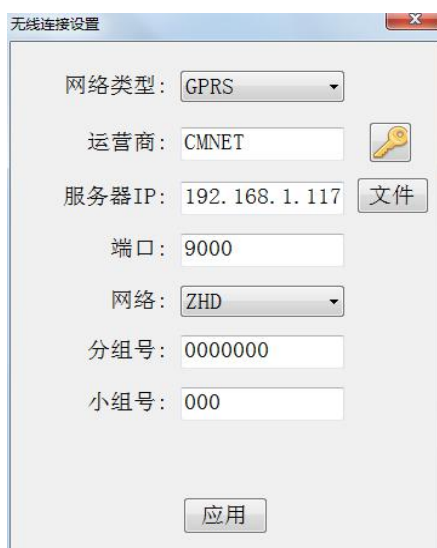 无线连接设置
网络类型: GPRS
运营商: CMNET
服务器IP: 192.168.1.117 文件
端口: 9000
网络: ZHD
分组号: 0000000
小组号: 000
应用